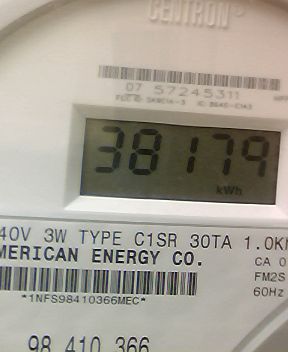 CENTRON
07 57245311
38179
kWh
40V 3W TYPE C1SR 30TA 1.0K
MERICAN ENERGY CO.
CA 0
FM2S
60Hz
*1NFS98410366MEC*
98 410 366